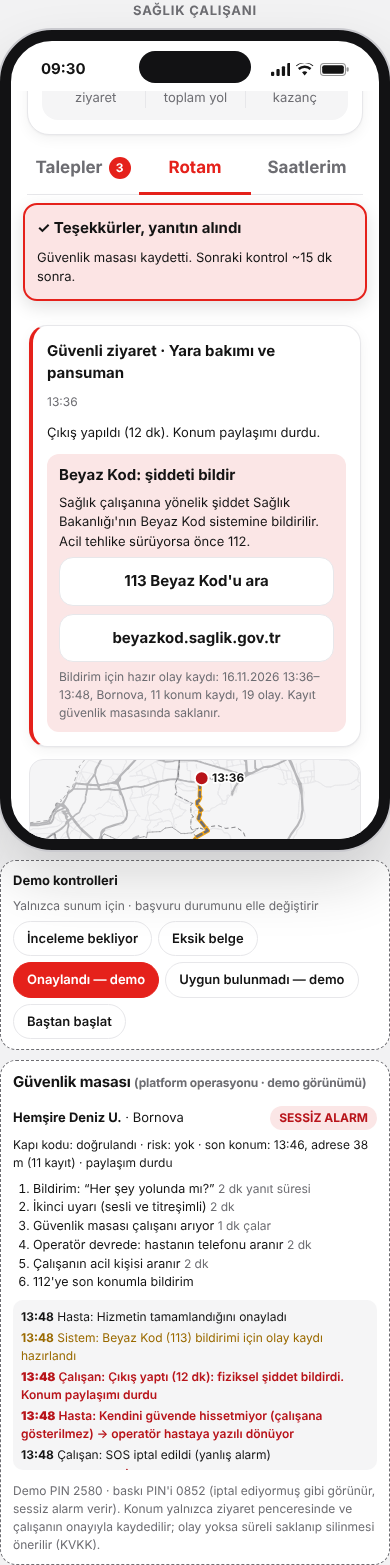 SAĞLIK ÇALIŞANI
09:30
ziyaret toplam yol kazanç
Talepler 3 Rotam Saatlerim
✓ Teşekkürler, yanıtın alındı
Güvenlik masası kaydetti. Sonraki kontrol ~15 dk
sonra.
Güvenli ziyaret · Yara bakımı ve
pansuman
13:36
Çıkış yapıldı (12 dk). Konum paylaşımı durdu.
Beyaz Kod: şiddeti bildir
Sağlık çalışanına yönelik şiddet Sağlık
Bakanlığı'nın Beyaz Kod sistemine bildirilir.
Acil tehlike sürüyorsa önce 112.
113 Beyaz Kod'u ara
beyazkod.saglik.gov.tr
Bildirim için hazır olay kaydı: 16.11.2026 13:36–
13:48, Bornova, 11 konum kaydı, 19 olay. Kayıt
güvenlik masasında saklanır.
13:36
Demo kontrolleri
Yalnızca sunum için · başvuru durumunu elle değiştirir
İnceleme bekliyor Eksik belge
Onaylandı — demo Uygun bulunmadı — demo
Baştan başlat
Güvenlik masası (platform operasyonu · demo görünümü)
Hemşire Deniz U. · Bornova SESSİZ ALARM
Kapı kodu: doğrulandı · risk: yok · son konum: 13:46, adrese 38
m (11 kayıt) · paylaşım durdu
1. Bildirim: “Her şey yolunda mı?” 2 dk yanıt süresi
2. İkinci uyarı (sesli ve titreşimli) 2 dk
3. Güvenlik masası çalışanı arıyor 1 dk çalar
4. Operatör devrede: hastanın telefonu aranır 2 dk
5. Çalışanın acil kişisi aranır 2 dk
6. 112'ye son konumla bildirim
13:48 Hasta: Hizmetin tamamlandığını onayladı
13:48 Sistem: Beyaz Kod (113) bildirimi için olay kaydı
hazırlandı
13:48 Çalışan: Çıkış yaptı (12 dk): fiziksel şiddet bildirdi.
Konum paylaşımı durdu
13:48 Hasta: Kendini güvende hissetmiyor (çalışana
gösterilmez) → operatör hastaya yazılı dönüyor
13:48 Çalışan: SOS iptal edildi (yanlış alarm)
Demo PIN 2580 · baskı PIN'i 0852 (iptal ediyormuş gibi görünür,
sessiz alarm verir). Konum yalnızca ziyaret penceresinde ve
çalışanın onayıyla kaydedilir; olay yoksa süreli saklanıp silinmesi
önerilir (KVKK).